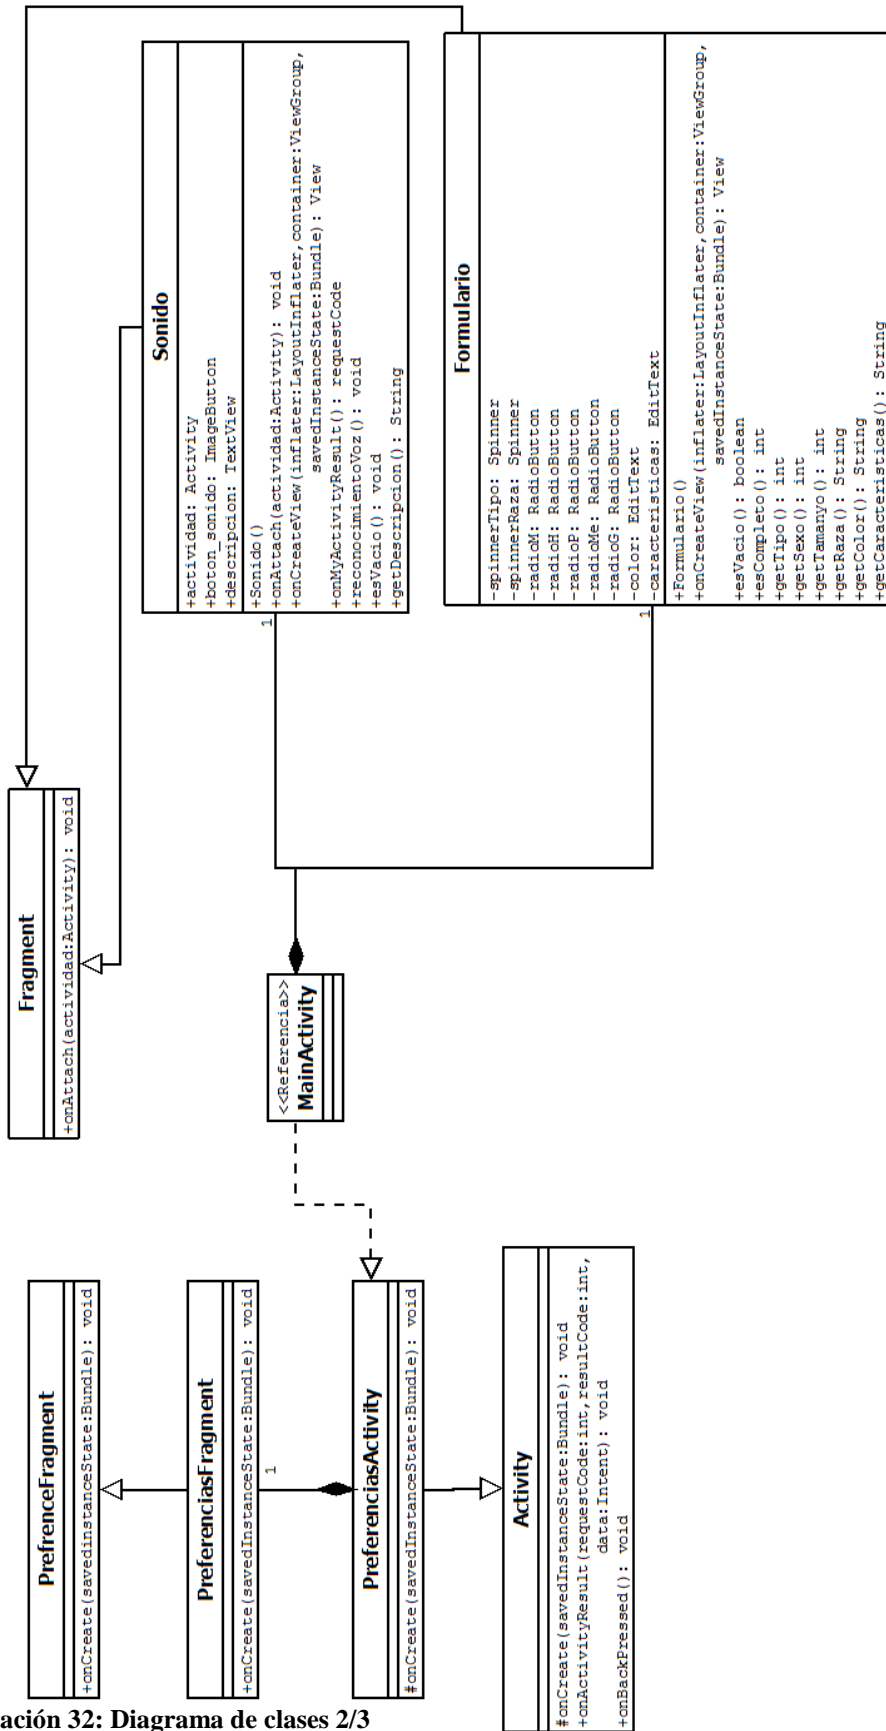 PrefrenceFragment
+onCreate(savedinstanceState:Bundle): void
PreferenciasFragment
+onCreate(savedInstanceState:Bundle): void
1
PreferenciasActivity
#onCreate(savedInstanceState:Bundle): void
Activity
#onCreate(savedInstanceState:Bundle): void
+onActivityResult(requestCode:int,resultCode:int,
data:Intent): void
+onBackPressed(): void
Fragment
+onAttach(actividad:Activity): void
<<Referencia>>
MainActivity
Sonido
+actividad: Activity
+boton_sonido: ImageButton
+descripcion: TextView
+Sonido()
+onAttach(actividad:Activity): void
+onCreateView(inflater:LayoutInflater,container:ViewGroup,
savedInstanceState:Bundle): View
+onMyActivityResult(): requestCode
+reconocimientoVoz(): void
+esVacio(): void
+getDescripcion(): String
1
Formulario
-spinnerTipo: Spinner
-spinnerRaza: Spinner
-radioM: RadioButton
-radioH: RadioButton
-radioP: RadioButton
-radioMe: RadioButton
-radioG: RadioButton
-color: EditText
-caracteristicas: EditText
+Formulario()
+onCreateView(inflater:LayoutInflater,container:ViewGroup,
savedInstanceState:Bundle): View
+esVacio(): boolean
+esCompleto(): int
+getTipo(): int
+getSexo(): int
+getTamanyo(): int
+getRaza(): String
+getColor(): String
+getCaracteristicas(): String
1
ación 32: Diagrama de clases 2/3